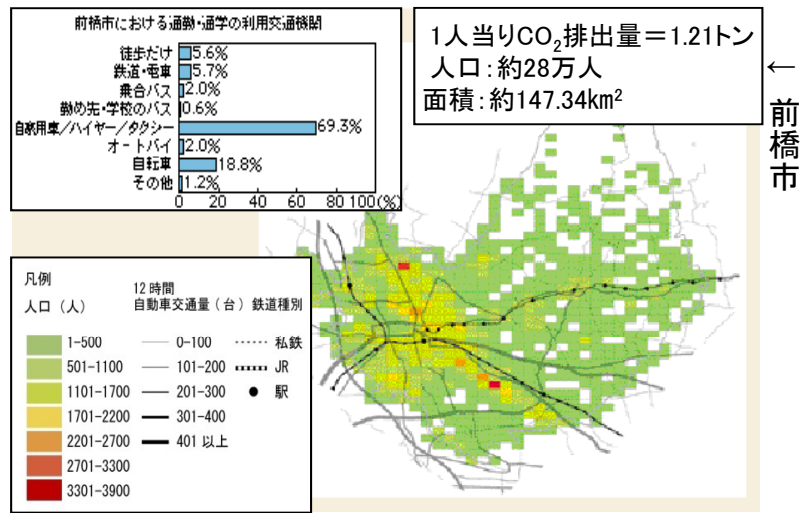 前橋市における通勤・通学の利用交通機関
徒歩だけ 5.6%
鉄道・電車 5.7%
乗合バス 2.0%
勤め先・学校のバス 0.6%
自家用車/ハイヤー/タクシー 69.3%
オートバイ 2.0%
自転車 18.8%
その他 1.2%
0 20 40 60 80 100(%)
1人当りCO₂排出量=1.21トン
人口:約28万人
面積:約147.34km²
← 前橋市
凡例
人口(人)
1-500
501-1100
1101-1700
1701-2200
2201-2700
2701-3300
3301-3900
12時間
自動車交通量(台)
0-100
101-200
201-300
301-400
401 以上
鉄道種別
私鉄
JR
駅